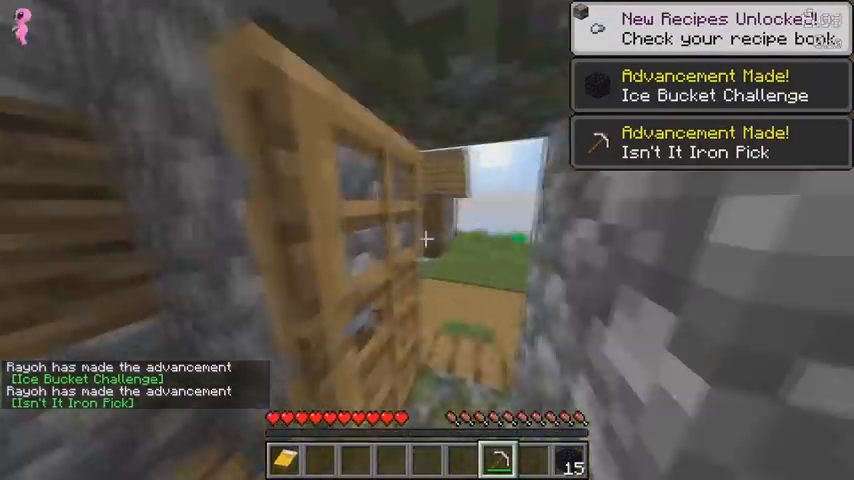 New Recipes Unlocked!
Check your recipe book
Advancement Made!
Ice Bucket Challenge
Advancement Made!
Isn't It Iron Pick
Rayoh has made the advancement
[Ice Bucket Challenge]
Rayoh has made the advancement
[Isn't It Iron Pick]
15